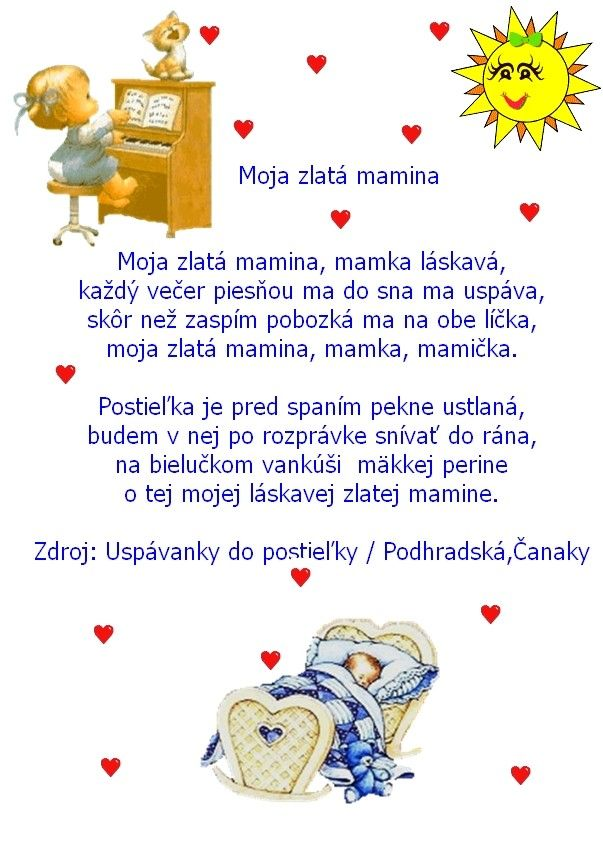 Moja zlatá mamina
Moja zlatá mamina, mamka láskavá,
každý večer piesňou ma do sna ma uspáva,
skôr než zaspím pobozká ma na obe líčka,
moja zlatá mamina, mamka, mamička.
Postieľka je pred spaním pekne ustlaná,
budem v nej po rozprávke snívať do rána,
na bielučkom vankúši  mäkkej perine
o tej mojej láskavej zlatej mamine.
Zdroj: Uspávanky do postieľky / Podhradská,Čanaky